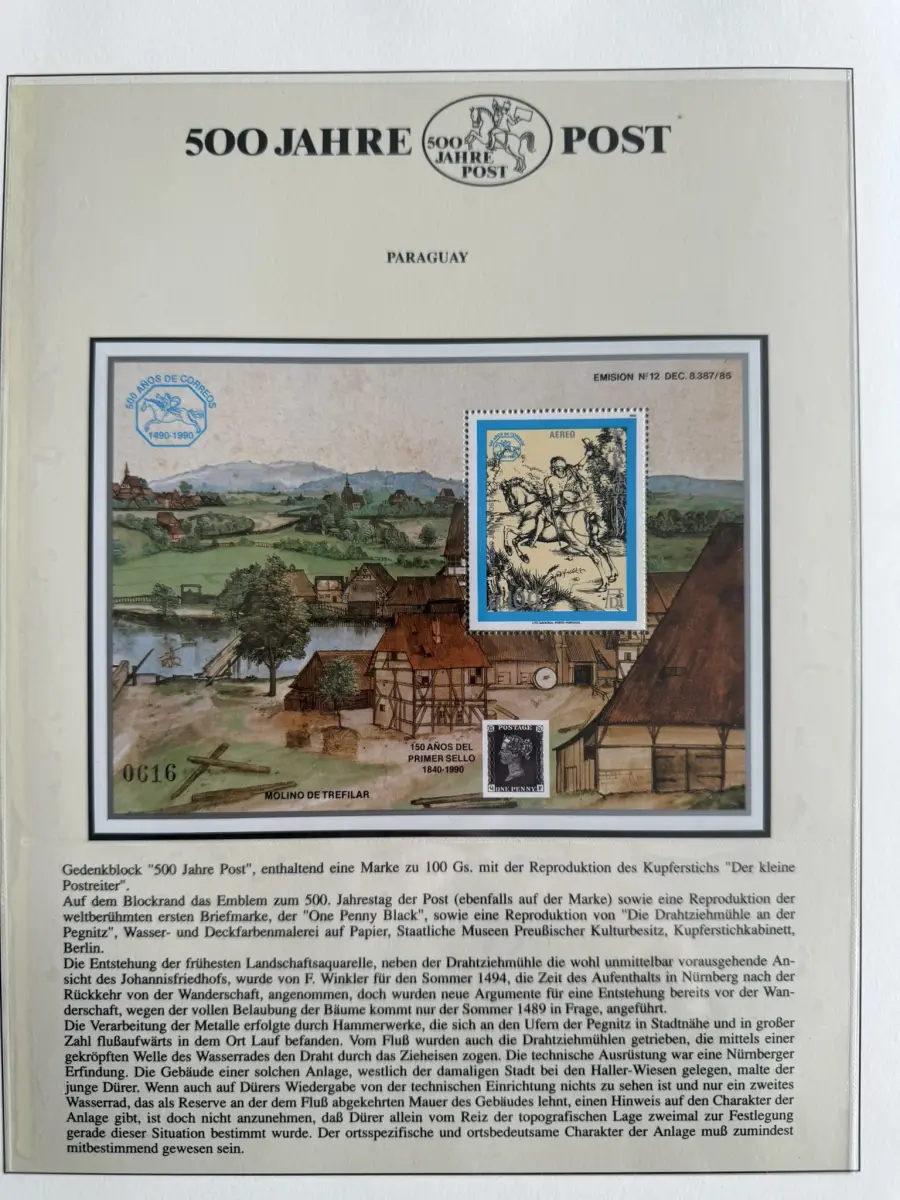 500 JAHRE
500
JAHRE
POST
POST
PARAGUAY
EMISION Nº12 DEC. 8.387/85
500 AÑOS DE CORREOS
1490-1990
AEREO
150 AÑOS DEL
PRIMER SELLO
1840-1990
POSTAGE
ONE PENNY
0616
MOLINO DE TREFILAR
Gedenkblock "500 Jahre Post", enthaltend eine Marke zu 100 Gs. mit der Reproduktion des Kupferstichs "Der kleine
Postreiter".
Auf dem Blockrand das Emblem zum 500. Jahrestag der Post (ebenfalls auf der Marke) sowie eine Reproduktion der
weltberühmten ersten Briefmarke, der "One Penny Black", sowie eine Reproduktion von "Die Drahtziehmühle an der
Pegnitz", Wasser- und Deckfarbenmalerei auf Papier, Staatliche Museen Preußischer Kulturbesitz, Kupferstichkabinett,
Berlin.
Die Entstehung der frühesten Landschaftsaquarelle, neben der Drahtziehmühle die wohl unmittelbar vorausgehende An-
sicht des Johannisfriedhofs, wurde von F. Winkler für den Sommer 1494, die Zeit des Aufenthalts in Nürnberg nach der
Rückkehr von der Wanderschaft, angenommen, doch wurden neue Argumente für eine Entstehung bereits vor der Wan-
derschaft, wegen der vollen Belaubung der Bäume kommt nur der Sommer 1489 in Frage, angeführt.
Die Verarbeitung der Metalle erfolgte durch Hammerwerke, die sich an den Ufern der Pegnitz in Stadtnähe und in großer
Zahl flußaufwärts in dem Ort Lauf befanden. Vom Fluß wurden auch die Drahtziehmühlen getrieben, die mittels einer
gekröpften Welle des Wasserrades den Draht durch das Zieheisen zogen. Die technische Ausrüstung war eine Nürnberger
Erfindung. Die Gebäude einer solchen Anlage, westlich der damaligen Stadt bei den Haller-Wiesen gelegen, malte der
junge Dürer. Wenn auch auf Dürers Wiedergabe von der technischen Einrichtung nichts zu sehen ist und nur ein zweites
Wasserrad, das als Reserve an der dem Fluß abgekehrten Mauer des Gebäudes lehnt, einen Hinweis auf den Charakter der
Anlage gibt, ist doch nicht anzunehmen, daß Dürer allein vom Reiz der topografischen Lage zweimal zur Festlegung
gerade dieser Situation bestimmt wurde. Der ortsspezifische und ortsbedeutsame Charakter der Anlage muß zumindest
mitbestimmend gewesen sein.